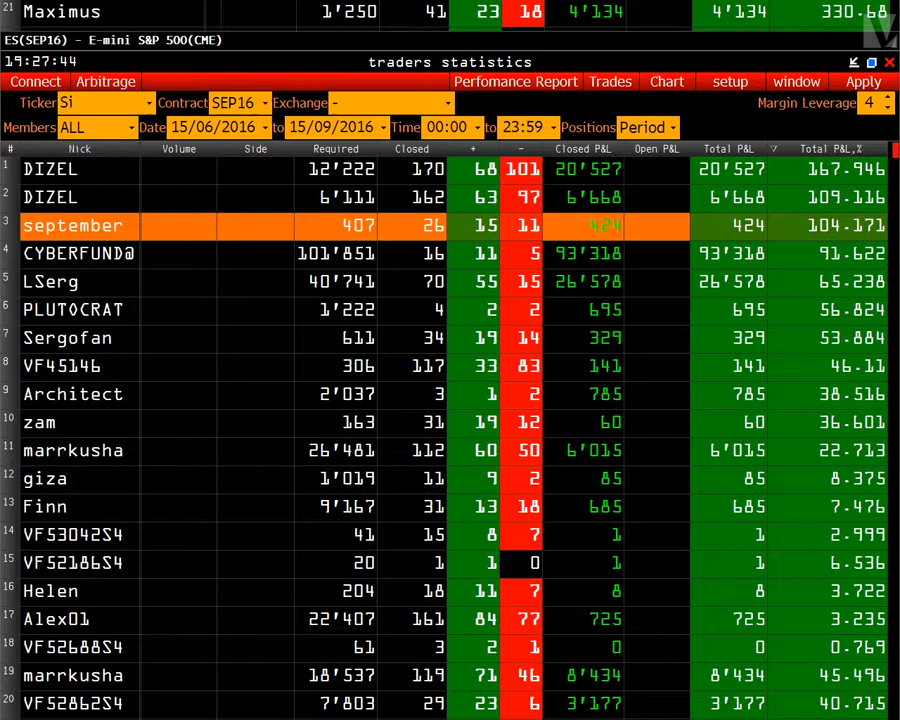 21 Maximus 1'250 41 23 18 4'134 4'134 330.68
ES(SEP16) - E-mini S&P 500(CME)
19:27:44 traders statistics
Connect Arbitrage Perfomance Report Trades Chart setup window Apply
Ticker Si Contract SEP16 Exchange - Margin Leverage 4
Members ALL Date 15/06/2016 to 15/09/2016 Time 00:00 to 23:59 Positions Period
# Nick Volume Side Required Closed + - Closed P&L Open P&L Total P&L Total P&L,%
1 DIZEL 12'222 170 68 101 20'527 20'527 167.946
2 DIZEL 6'111 162 63 97 6'668 6'668 109.116
3 september 407 26 15 11 424 424 104.171
4 CYBERFUND@ 101'851 16 11 5 93'318 93'318 91.622
5 LSerg 40'741 70 55 15 26'578 26'578 65.238
6 PLUTOCRAT 1'222 4 2 2 695 695 56.824
7 Sergofan 611 34 19 14 329 329 53.884
8 VF45146 306 117 33 83 141 141 46.11
9 Architect 2'037 3 1 2 785 785 38.516
10 zam 163 31 19 12 60 60 36.601
11 marrkusha 26'481 112 60 50 6'015 6'015 22.713
12 giza 1'019 11 9 2 85 85 8.375
13 Finn 9'167 31 13 18 685 685 7.476
14 VF53042S4 41 15 8 7 1 1 2.999
15 VF52186S4 20 1 1 0 1 1 6.536
16 Helen 204 18 11 7 8 8 3.722
17 Alex01 22'407 161 84 77 725 725 3.235
18 VF52688S4 61 3 2 1 0 0 0.769
19 marrkusha 18'537 119 71 46 8'434 8'434 45.496
20 VF52862S4 7'803 29 23 6 3'177 3'177 40.715